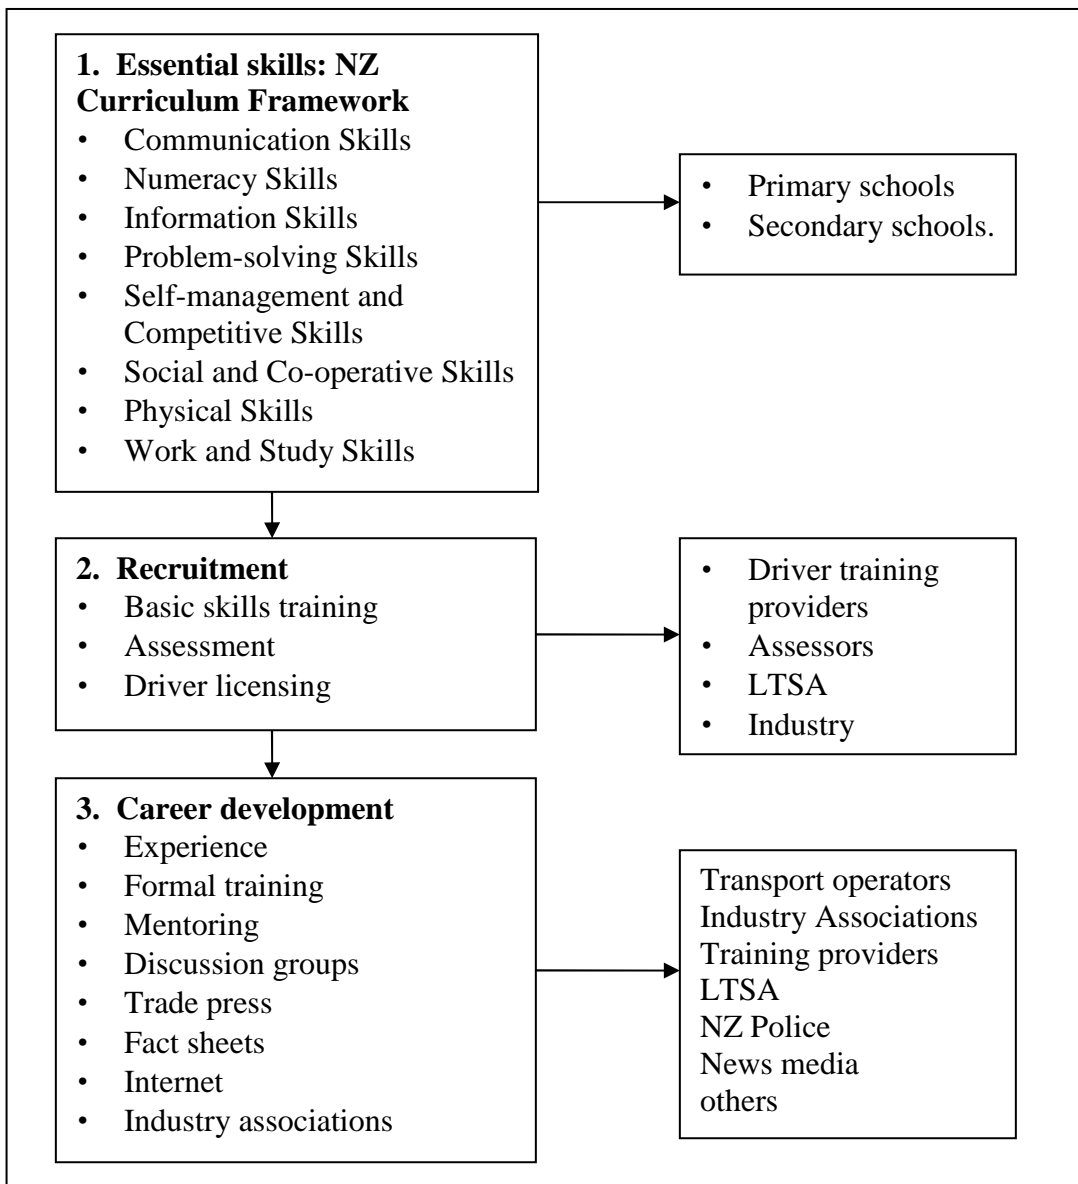 1. Essential skills: NZ
Curriculum Framework
• Communication Skills
• Numeracy Skills
• Information Skills
• Problem-solving Skills
• Self-management and
Competitive Skills
• Social and Co-operative Skills
• Physical Skills
• Work and Study Skills
• Primary schools
• Secondary schools.
2. Recruitment
• Basic skills training
• Assessment
• Driver licensing
• Driver training
providers
• Assessors
• LTSA
• Industry
3. Career development
• Experience
• Formal training
• Mentoring
• Discussion groups
• Trade press
• Fact sheets
• Internet
• Industry associations
Transport operators
Industry Associations
Training providers
LTSA
NZ Police
News media
others